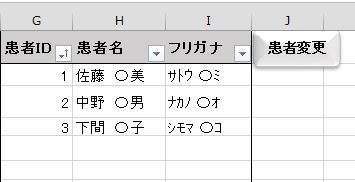 G H I J
患者ID 患者名 フリガナ 患者変更
1 佐藤 〇美 ｻﾄｳ 〇ﾐ
2 中野 〇男 ﾅｶﾉ 〇ｵ
3 下間 〇子 ｼﾓﾏ 〇ｺ